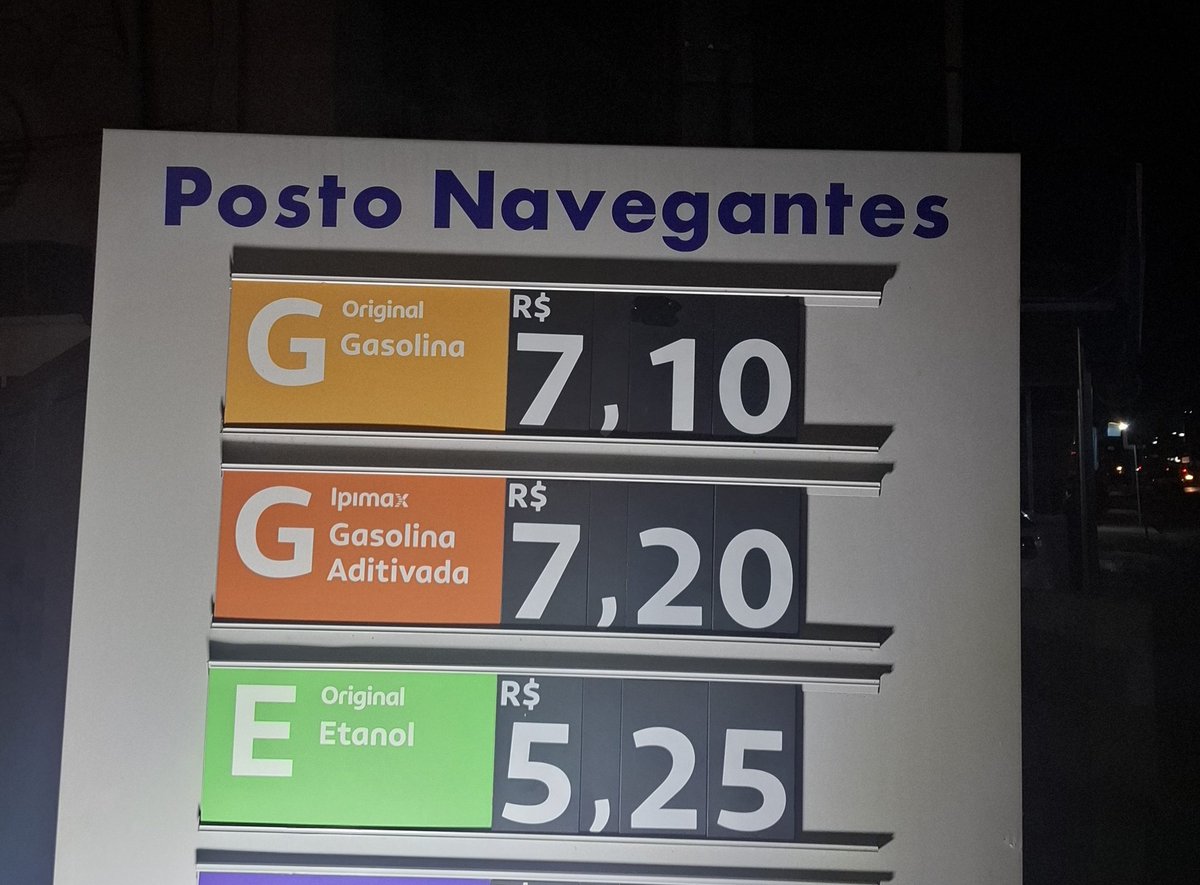 Posto Navegantes
G Original Gasolina R$ 7,10
G Ipimax Gasolina Aditivada R$ 7,20
E Original Etanol R$ 5,25